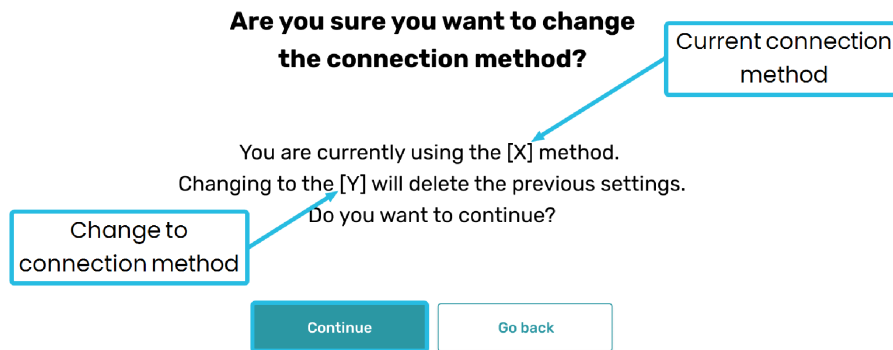 Are you sure you want to change
the connection method?
Current connection
method
You are currently using the [X] method.
Changing to the [Y] will delete the previous settings.
Do you want to continue?
Change to
connection method
Continue
Go back